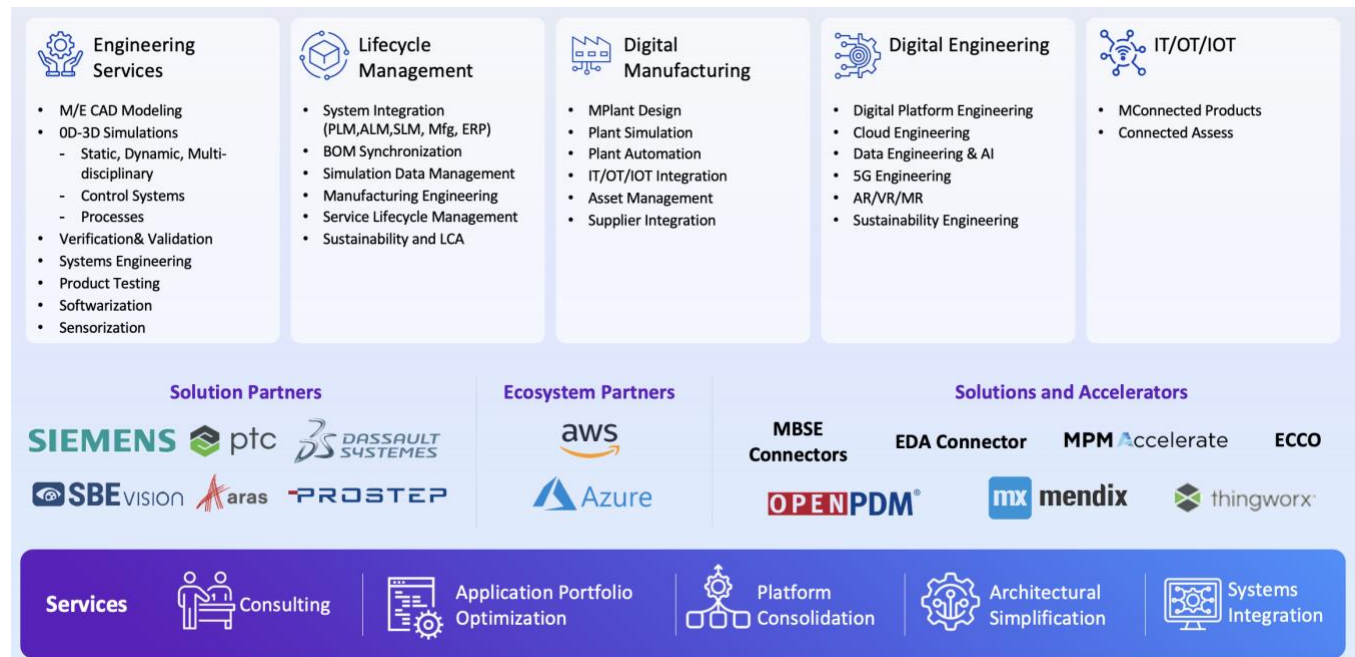 Engineering
Services
• M/E CAD Modeling
• 0D-3D Simulations
- Static, Dynamic, Multi-
disciplinary
- Control Systems
- Processes
• Verification& Validation
• Systems Engineering
• Product Testing
• Softwarization
• Sensorization
Lifecycle
Management
• System Integration
(PLM,ALM,SLM, Mfg, ERP)
• BOM Synchronization
• Simulation Data Management
• Manufacturing Engineering
• Service Lifecycle Management
• Sustainability and LCA
Digital
Manufacturing
• MPlant Design
• Plant Simulation
• Plant Automation
• IT/OT/IOT Integration
• Asset Management
• Supplier Integration
Digital Engineering
• Digital Platform Engineering
• Cloud Engineering
• Data Engineering & AI
• 5G Engineering
• AR/VR/MR
• Sustainability Engineering
IT/OT/IOT
• MConnected Products
• Connected Assess
Solution Partners
SIEMENS
ptc
DASSAULT
SYSTEMES
SBEVISION
aras
PROSTEP
Ecosystem Partners
aws
Azure
Solutions and Accelerators
MBSE
Connectors
EDA Connector
MPM Accelerate
ECCO
OPENPDM®
mx mendix
thingworx
Services
Consulting
Application Portfolio
Optimization
Platform
Consolidation
Architectural
Simplification
Systems
Integration